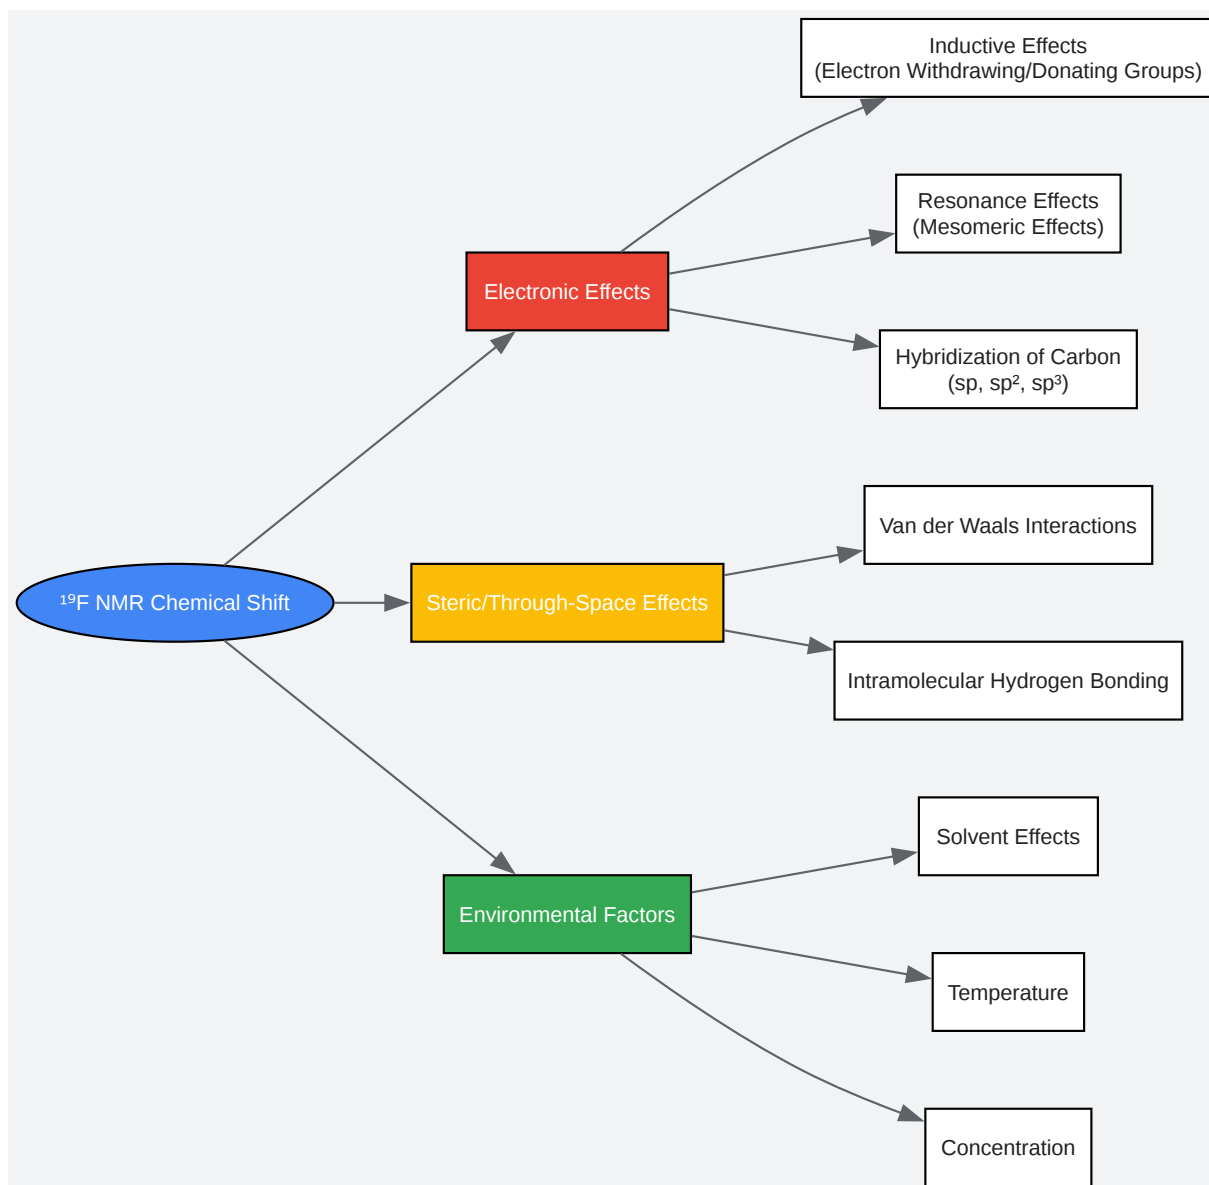 Inductive Effects
(Electron Withdrawing/Donating Groups)
Resonance Effects
(Mesomeric Effects)
Electronic Effects
Hybridization of Carbon
(sp, sp², sp³)
Van der Waals Interactions
¹⁹F NMR Chemical Shift
Steric/Through-Space Effects
Intramolecular Hydrogen Bonding
Solvent Effects
Environmental Factors
Temperature
Concentration